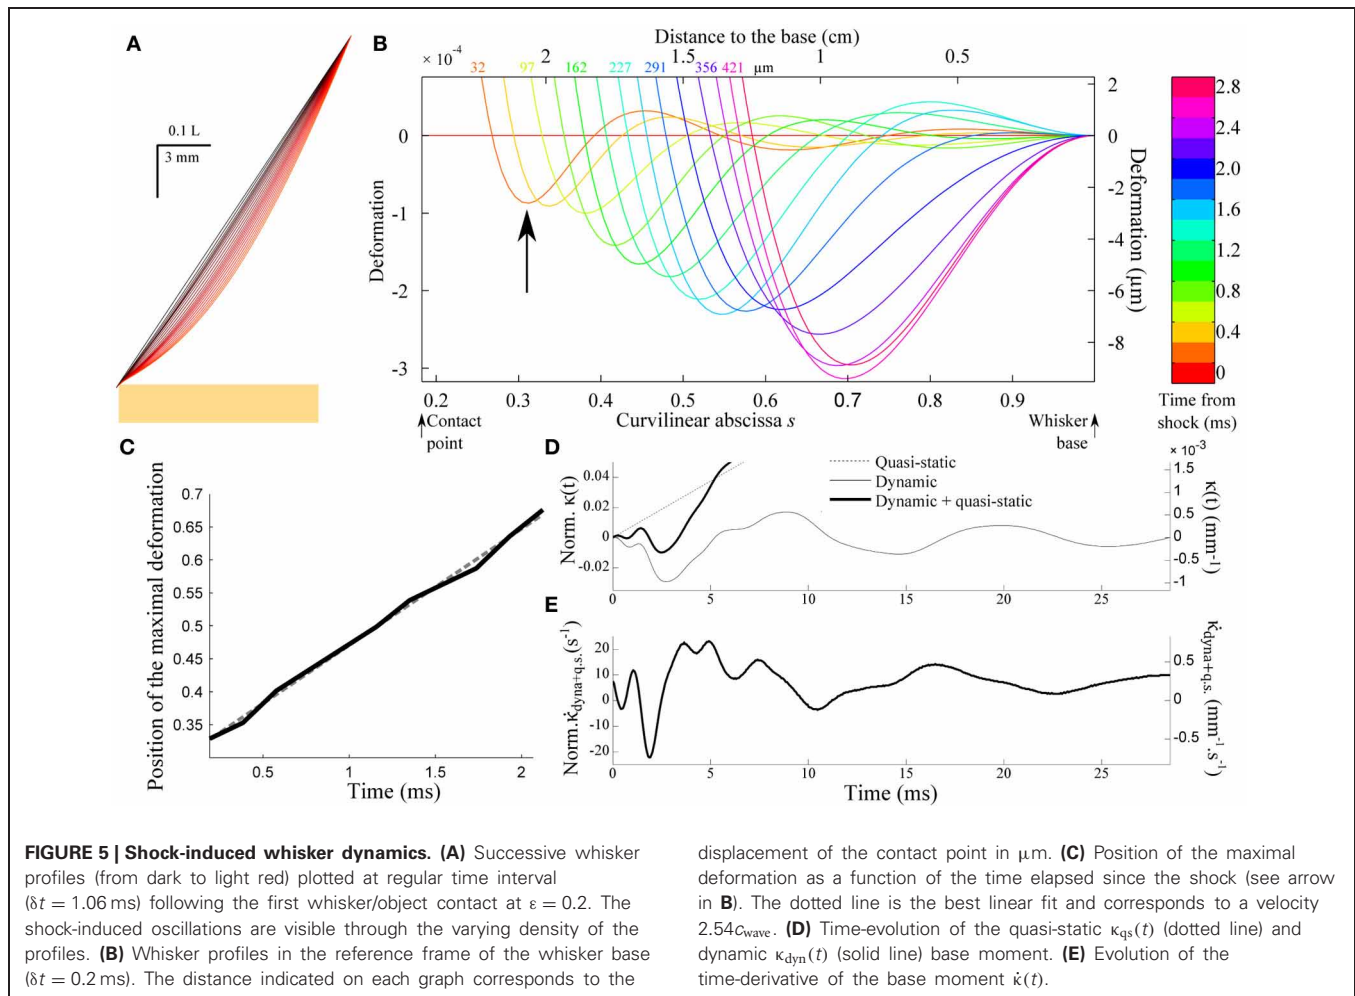 A
0.1 L
3 mm
B
Distance to the base (cm)
× 10⁻⁴
2
1.5
1
0.5
32
97
162
227
291
356
421
μm
0
-1
-2
-3
Deformation
2
0
-2
-4
-6
-8
Deformation (μm)
0.2
0.3
0.4
0.5
0.6
0.7
0.8
0.9
Contact
point
Curvilinear abscissa s
Whisker
base
2.8
2.4
2.0
1.6
1.2
0.8
0.4
0
Time from
shock (ms)
C
Position of the maximal deformation
0.7
0.65
0.6
0.55
0.5
0.45
0.4
0.35
0.5
1
1.5
2
Time (ms)
D
Norm. κ(t)
0.04
0.02
0
-0.02
Quasi-static
Dynamic
Dynamic + quasi-static
× 10⁻³
1.5
1
0.5
0
-0.5
-1
κ(t) (mm⁻¹)
0
5
10
15
20
25
E
Norm.κ̇dyna+q.s.(s⁻¹)
20
10
0
-10
-20
0.5
0
-0.5
κ̇dyna+q.s. (mm⁻¹.s⁻¹)
0
5
10
15
20
25
Time (ms)
FIGURE 5 | Shock-induced whisker dynamics. (A) Successive whisker
profiles (from dark to light red) plotted at regular time interval
(δt = 1.06 ms) following the first whisker/object contact at ε = 0.2. The
shock-induced oscillations are visible through the varying density of the
profiles. (B) Whisker profiles in the reference frame of the whisker base
(δt = 0.2 ms). The distance indicated on each graph corresponds to the
displacement of the contact point in μm. (C) Position of the maximal
deformation as a function of the time elapsed since the shock (see arrow
in B). The dotted line is the best linear fit and corresponds to a velocity
2.54cwave. (D) Time-evolution of the quasi-static κqs(t) (dotted line) and
dynamic κdyn(t) (solid line) base moment. (E) Evolution of the
time-derivative of the base moment κ̇(t).